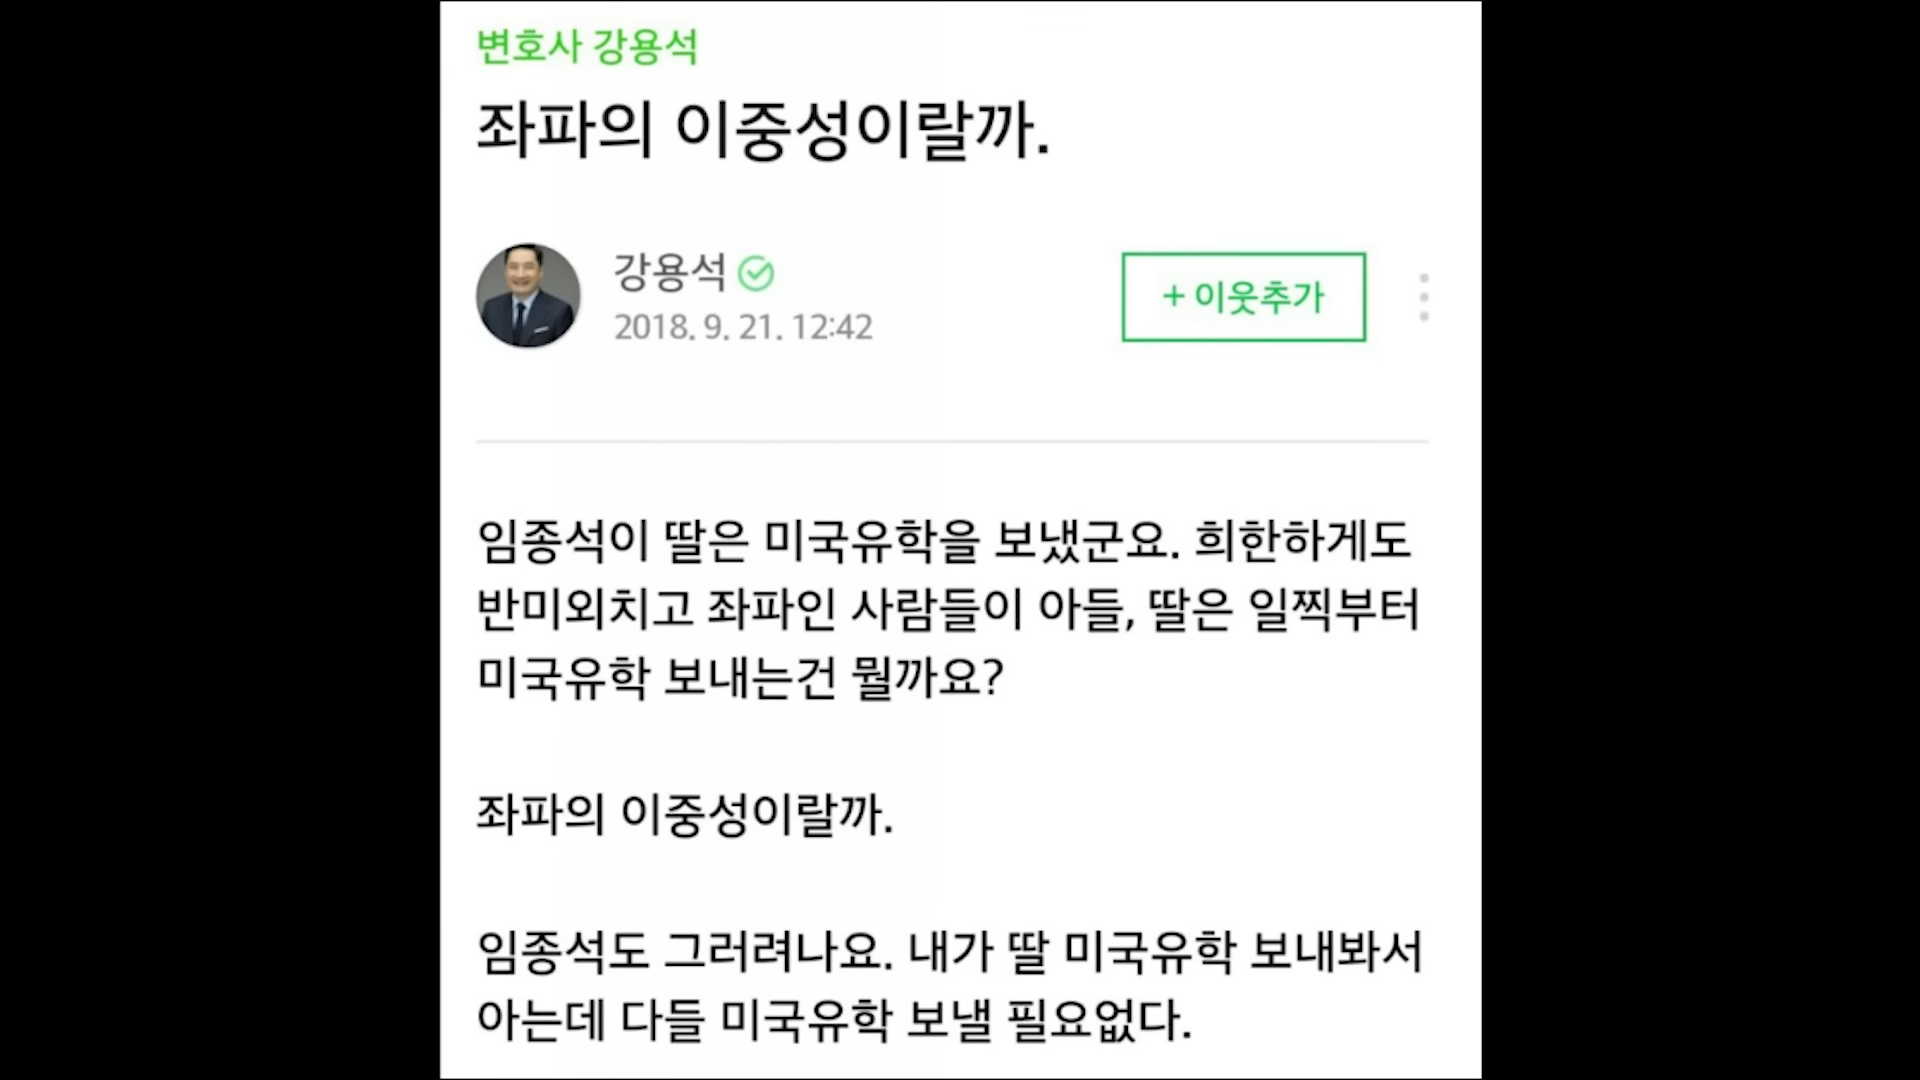 변호사 강용석
좌파의 이중성이랄까.
강용석
2018. 9. 21. 12:42
+ 이웃추가
임종석이 딸은 미국유학을 보냈군요. 희한하게도
반미외치고 좌파인 사람들이 아들, 딸은 일찍부터
미국유학 보내는건 뭘까요?
좌파의 이중성이랄까.
임종석도 그러려나요. 내가 딸 미국유학 보내봐서
아는데 다들 미국유학 보낼 필요없다.